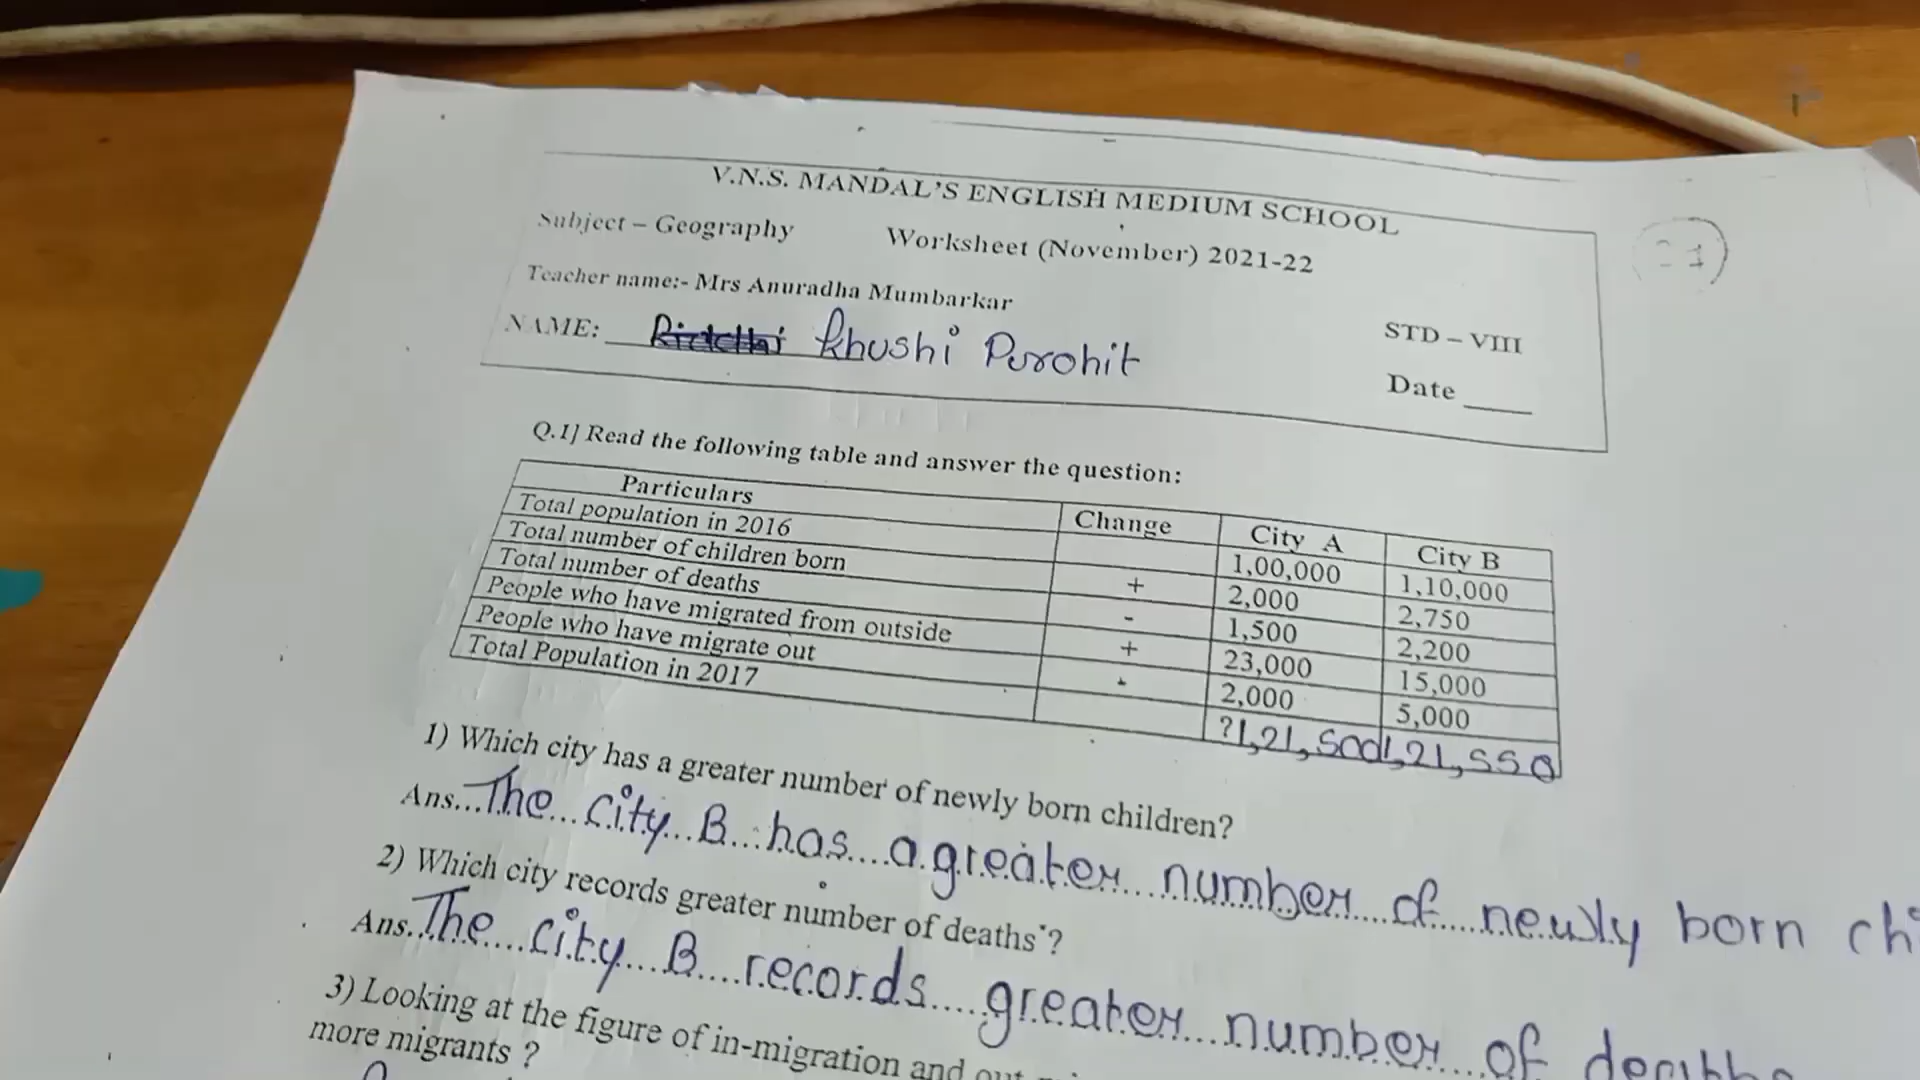 V.N.S. MANDAL'S ENGLISH MEDIUM SCHOOL
Subject – Geography Worksheet (November) 2021-22
Teacher name:- Mrs Anuradha Mumbarkar
STD – VIII
NAME: Riddhi Khushi Purohit
Date ____
Q.1] Read the following table and answer the question:
Particulars Change City A City B
Total population in 2016 1,00,000 1,10,000
Total number of children born + 2,000 2,750
Total number of deaths - 1,500 2,200
People who have migrated from outside + 23,000 15,000
People who have migrate out - 2,000 5,000
Total Population in 2017 ?1,21,500 1,21,550
1) Which city has a greater number of newly born children?
Ans...The...city...B...has...a.greater...number...of...newly born
2) Which city records greater number of deaths?
Ans..The...city...B...records...greater...number...of
3) Looking at the figure of in-migration and
more migrants ?